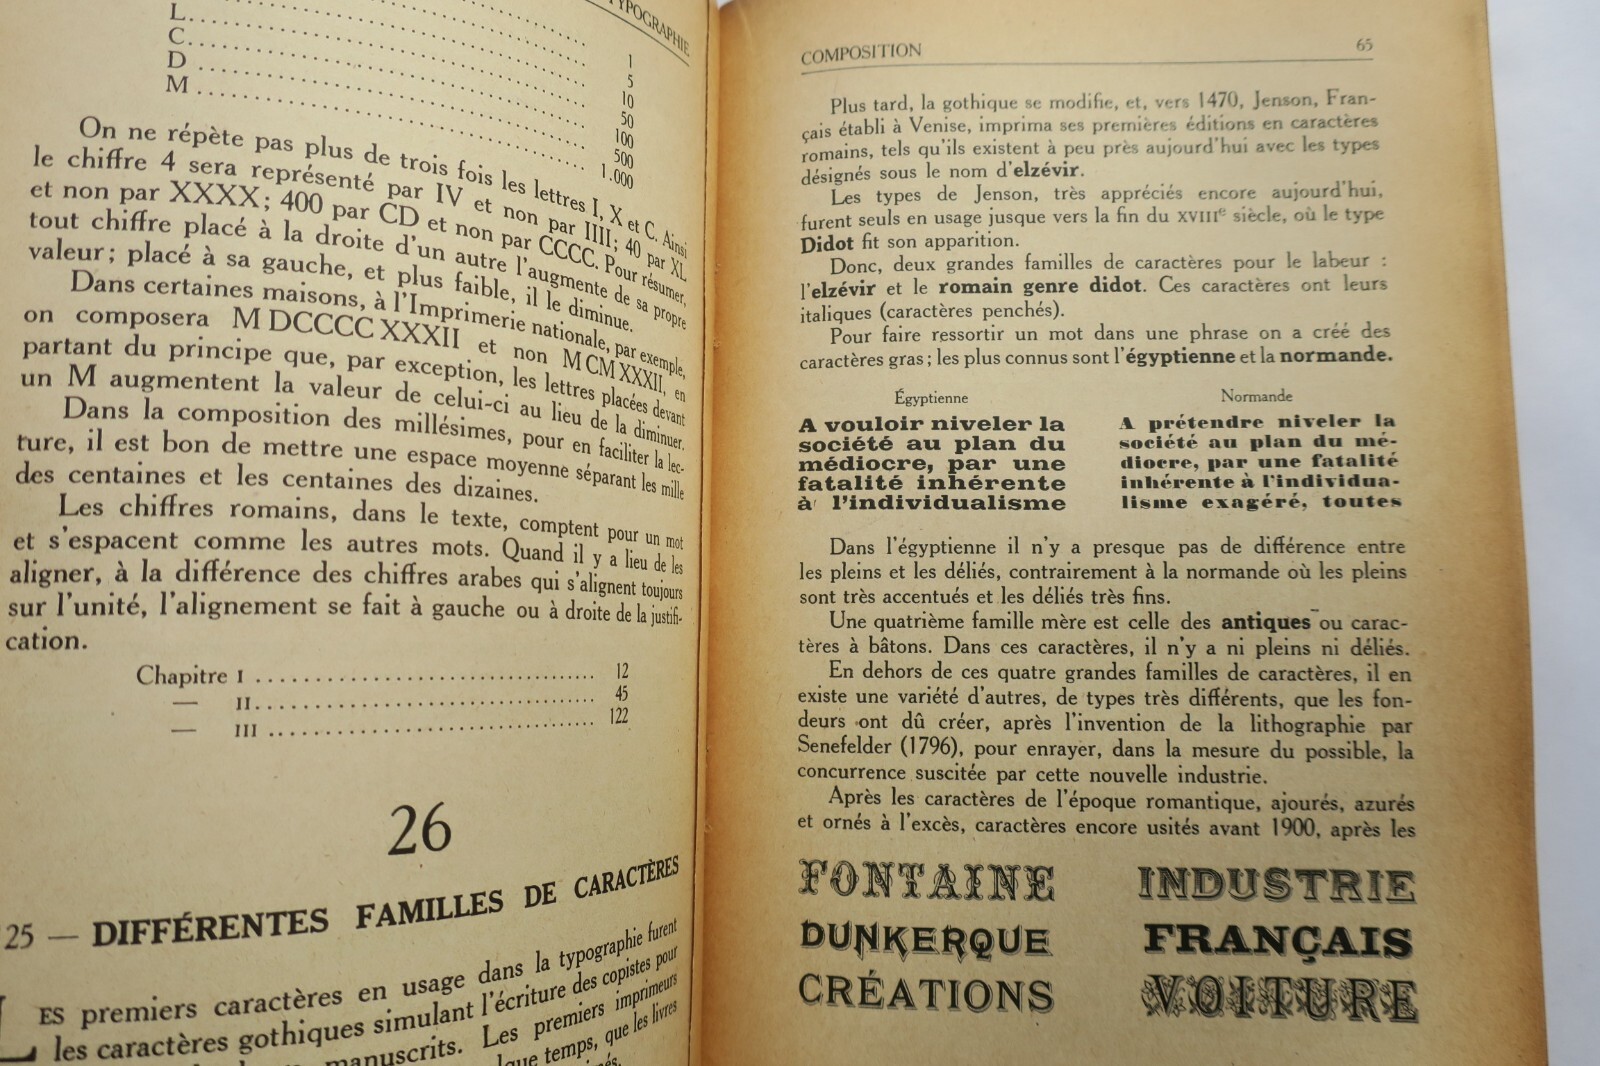 TYPOGRAPHIE
L
C
D
M
1
5
10
50
100
500
1.000
On ne répète pas plus de trois fois les lettres I, X et C. Ainsi
le chiffre 4 sera représenté par IV et non par IIII; 40 par XL
et non par XXXX; 400 par CD et non par CCCC. Pour résumer,
tout chiffre placé à la droite d'un autre l'augmente de sa propre
valeur; placé à sa gauche, et plus faible, il le diminue.
Dans certaines maisons, à l'Imprimerie nationale, par exemple,
on composera M DCCCC XXXII et non M CM XXXII, en
partant du principe que, par exception, les lettres placées devant
un M augmentent la valeur de celui-ci au lieu de la diminuer.
Dans la composition des millésimes, pour en faciliter la lec-
ture, il est bon de mettre une espace moyenne séparant les mille
des centaines et les centaines des dizaines.
Les chiffres romains, dans le texte, comptent pour un mot
et s'espacent comme les autres mots. Quand il y a lieu de les
aligner, à la différence des chiffres arabes qui s'alignent toujours
sur l'unité, l'alignement se fait à gauche ou à droite de la justifi-
cation.
Chapitre I .................................. 12
— II.................................. 45
— III .................................. 122
26
25 — DIFFÉRENTES FAMILLES DE CARACTÈRES
LES premiers caractères en usage dans la typographie furent
les caractères gothiques simulant l'écriture des copistes pour
manuscrits. Les premiers imprimeurs
temps, que les livres
COMPOSITION 65
Plus tard, la gothique se modifie, et, vers 1470, Jenson, Fran-
çais établi à Venise, imprima ses premières éditions en caractères
romains, tels qu'ils existent à peu près aujourd'hui avec les types
désignés sous le nom d'elzévir.
Les types de Jenson, très appréciés encore aujourd'hui,
furent seuls en usage jusque vers la fin du XVIIIe siècle, où le type
Didot fit son apparition.
Donc, deux grandes familles de caractères pour le labeur :
l'elzévir et le romain genre didot. Ces caractères ont leurs
italiques (caractères penchés).
Pour faire ressortir un mot dans une phrase on a créé des
caractères gras; les plus connus sont l'égyptienne et la normande.
Égyptienne
A vouloir niveler la
société au plan du
médiocre, par une
fatalité inhérente
à l'individualisme
Normande
A prétendre niveler la
société au plan du mé-
diocre, par une fatalité
inhérente à l'individua-
lisme exagéré, toutes
Dans l'égyptienne il n'y a presque pas de différence entre
les pleins et les déliés, contrairement à la normande où les pleins
sont très accentués et les déliés très fins.
Une quatrième famille mère est celle des antiques ou carac-
tères à bâtons. Dans ces caractères, il n'y a ni pleins ni déliés.
En dehors de ces quatre grandes familles de caractères, il en
existe une variété d'autres, de types très différents, que les fon-
deurs ont dû créer, après l'invention de la lithographie par
Senefelder (1796), pour enrayer, dans la mesure du possible, la
concurrence suscitée par cette nouvelle industrie.
Après les caractères de l'époque romantique, ajourés, azurés
et ornés à l'excès, caractères encore usités avant 1900, après les
FONTAINE INDUSTRIE
DUNKERQUE FRANÇAIS
CRÉATIONS VOITURE